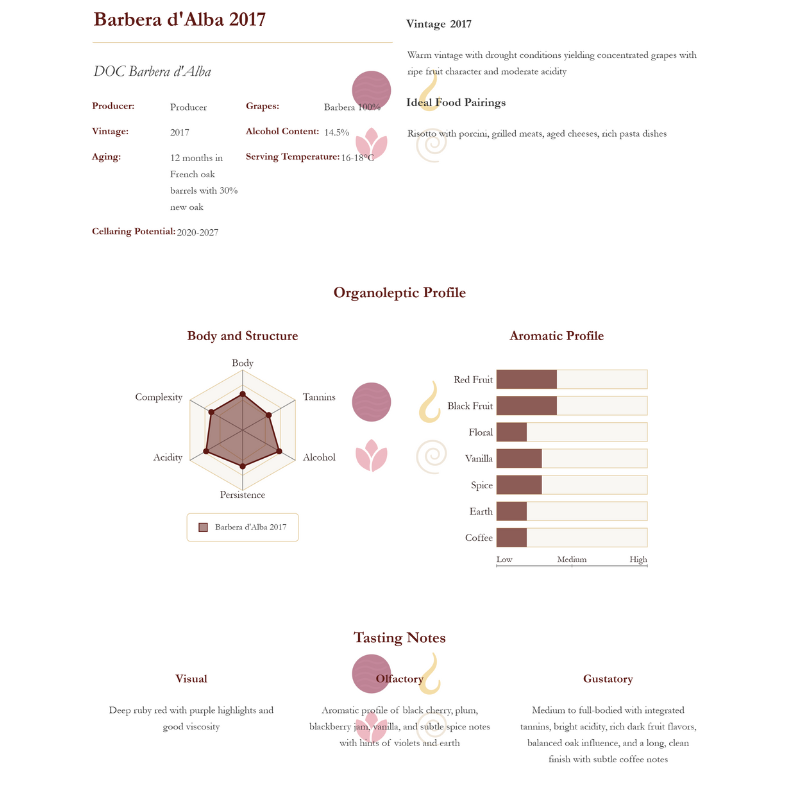 Barbera d'Alba 2017
DOC Barbera d'Alba
Producer: Producer
Grapes: Barbera 100%
Vintage: 2017
Alcohol Content: 14.5%
Aging: 12 months in
French oak
barrels with 30%
new oak
Serving Temperature: 16-18°C
Cellaring Potential: 2020-2027
Vintage 2017
Warm vintage with drought conditions yielding concentrated grapes with
ripe fruit character and moderate acidity
Ideal Food Pairings
Risotto with porcini, grilled meats, aged cheeses, rich pasta dishes
Organoleptic Profile
Body and Structure
Body
Tannins
Alcohol
Persistence
Acidity
Complexity
Barbera d'Alba 2017
Aromatic Profile
Red Fruit
Black Fruit
Floral
Vanilla
Spice
Earth
Coffee
Low Medium High
Tasting Notes
Visual
Deep ruby red with purple highlights and
good viscosity
Olfactory
Aromatic profile of black cherry, plum,
blackberry jam, vanilla, and subtle spice notes
with hints of violets and earth
Gustatory
Medium to full-bodied with integrated
tannins, bright acidity, rich dark fruit flavors,
balanced oak influence, and a long, clean
finish with subtle coffee notes